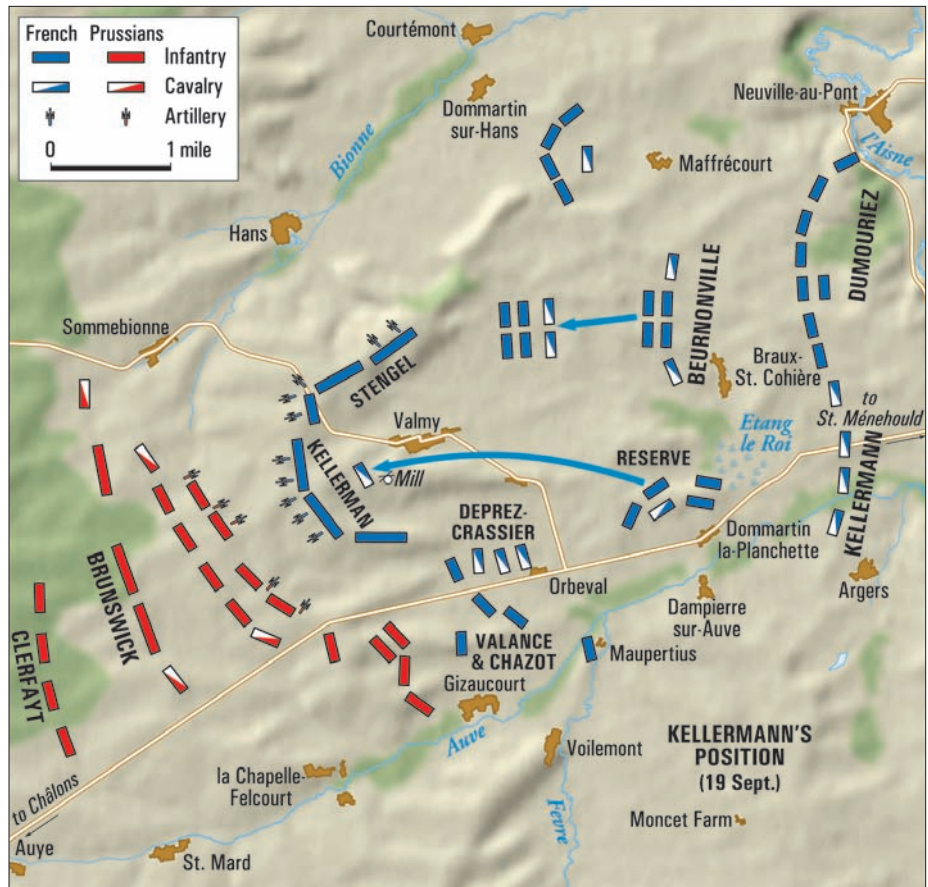 French Prussians
Infantry
Cavalry
Artillery
0 1 mile
Courtémont
Dommartin
sur-Hans
Neuville-au-Pont
l'Aisne
Bionne
Maffrécourt
Hans
DUMOURIEZ
BEURNONVILLE
Sommebionne
STENGEL
Braux-
St. Cohière
to
St. Ménehould
Valmy
Etang
le Roi
KELLERMAN
Mill
RESERVE
KELLERMANN
DEPREZ-
CRASSIER
Dommartin
la-Planchette
BRUNSWICK
Orbeval
Argers
Dampierre
sur-Auve
CLERFAYT
VALANCE
& CHAZOT
Maupertius
Gizaucourt
Auve
Voilemont
KELLERMANN'S
POSITION
(19 Sept.)
la Chapelle-
Felcourt
to Châlons
Fevre
Moncet Farm
Auye
St. Mard